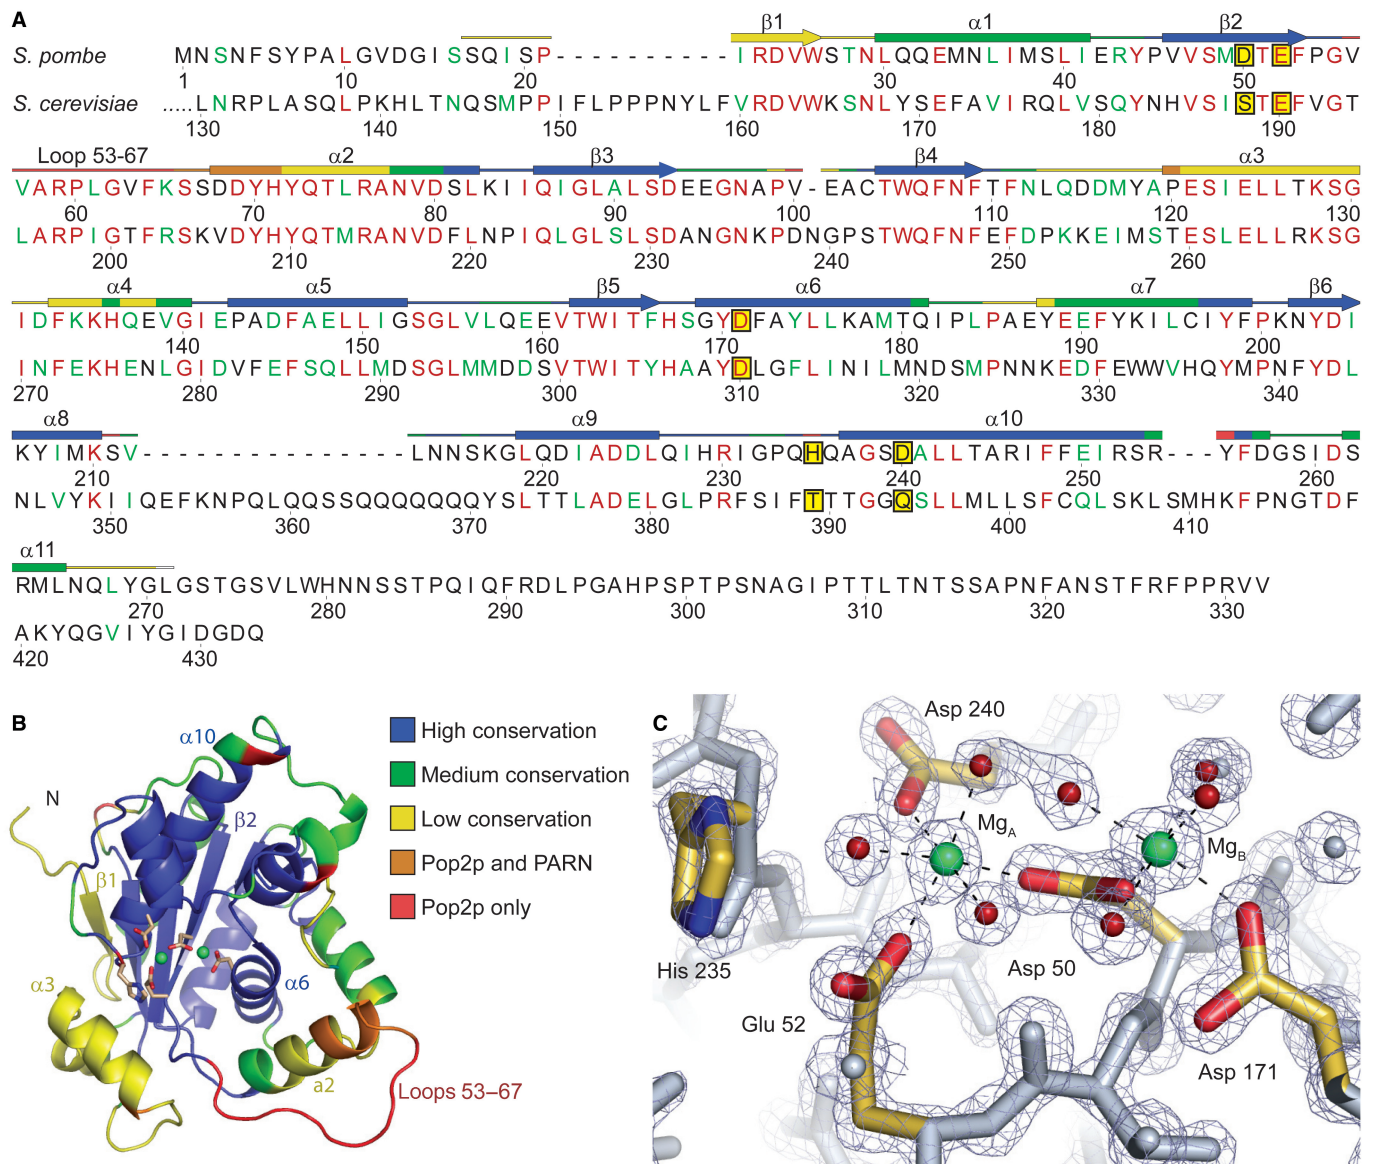 A
β1 α1 β2
S. pombe MNSNFSYPALGVDGISSQISP----------IRDVWSTNLQQEMNLIMSLIERYPVVSMDTEFPGV
1 10 20 30 40 50
S. cerevisiae .....LNRPLASQLPKHLTNQSMPPIFLPPPNYLFVRDVWKSNLYSEFAVIRQLVSQYNHVSISTEFVGT
130 140 150 160 170 180 190
Loop 53-67 α2 β3 β4 α3
VARPLGVFKSSDDYHYQTLRANVDSLKIIQIGLALSDEEGNAPV-EACTWQFNFTFNLQDDMYAPESIELLTKSG
60 70 80 90 100 110 120 130
LARPIGTFRSKVDYHYQTMRANVDFLNPIQLGLSLSDANGNKPDNGPSTWQFNFEFDPKKEIMSTESLELLRKSG
200 210 220 230 240 250 260
α4 α5 β5 α6 α7 β6
IDFKKHQEVGIEPADFAELLIGSGLVLQEEVTWITFHSGYDFAYLLKAMTQIPLPAEYEEFYKILCIYFPKNYDI
140 150 160 170 180 190 200
INFEKHENLGIDVFEFSQLLMDSGLMMDDSVTWITYHAAYDLGFLINILMNDSMPNNKEDFEWWVHQYMPNFYDL
270 280 290 300 310 320 330 340
α8 α9 α10
KYIMKSV---------------LNNSKGLQDIADDLQIHRIGPQHQAGSDALLTARIFFEIRSR---YFDGSIDS
210 220 230 240 250 260
NLVYKIIQEFKNPQLQQSSQQQQQQYSLTTLADELGLPRFSIFTTTGGQSLLMLLSFCQLSKLSMHKFPNGTDF
350 360 370 380 390 400 410
α11
RMLNQLYGLGSTGSVLWHNNSSTPQIQFRDLPGAHPSPTPSNAGIPTTLTNTSSAPNFANSTFRFPPRVV
270 280 290 300 310 320 330
AKYQGVIYGIDGDQ
420 430
B
α10
N
β2
β1
α3
α6
a2
Loops 53–67
High conservation
Medium conservation
Low conservation
Pop2p and PARN
Pop2p only
C
Asp 240
MgA
MgB
His 235
Asp 50
Glu 52
Asp 171